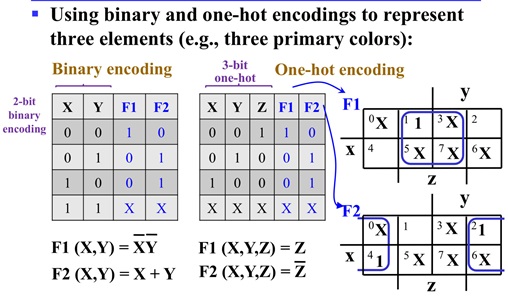 ▪ Using binary and one-hot encodings to represent
three elements (e.g., three primary colors):
Binary encoding
3-bit
one-hot
One-hot encoding
2-bit
binary
encoding
X Y F1 F2
0 0 1 0
0 1 0 1
1 0 0 1
1 1 X X
X Y Z F1 F2
0 0 1 1 0
0 1 0 0 1
1 0 0 0 1
X X X X X
F1 (X,Y) = X̅Y̅
F2 (X,Y) = X + Y
F1 (X,Y,Z) = Z
F2 (X,Y,Z) = Z̅
F1
y
0 X 1 1 3 X 2
x 4 5 X 7 X 6 X
z
F2
y
0 X 1 3 X 2 1
x 4 1 5 X 7 X 6 X
z